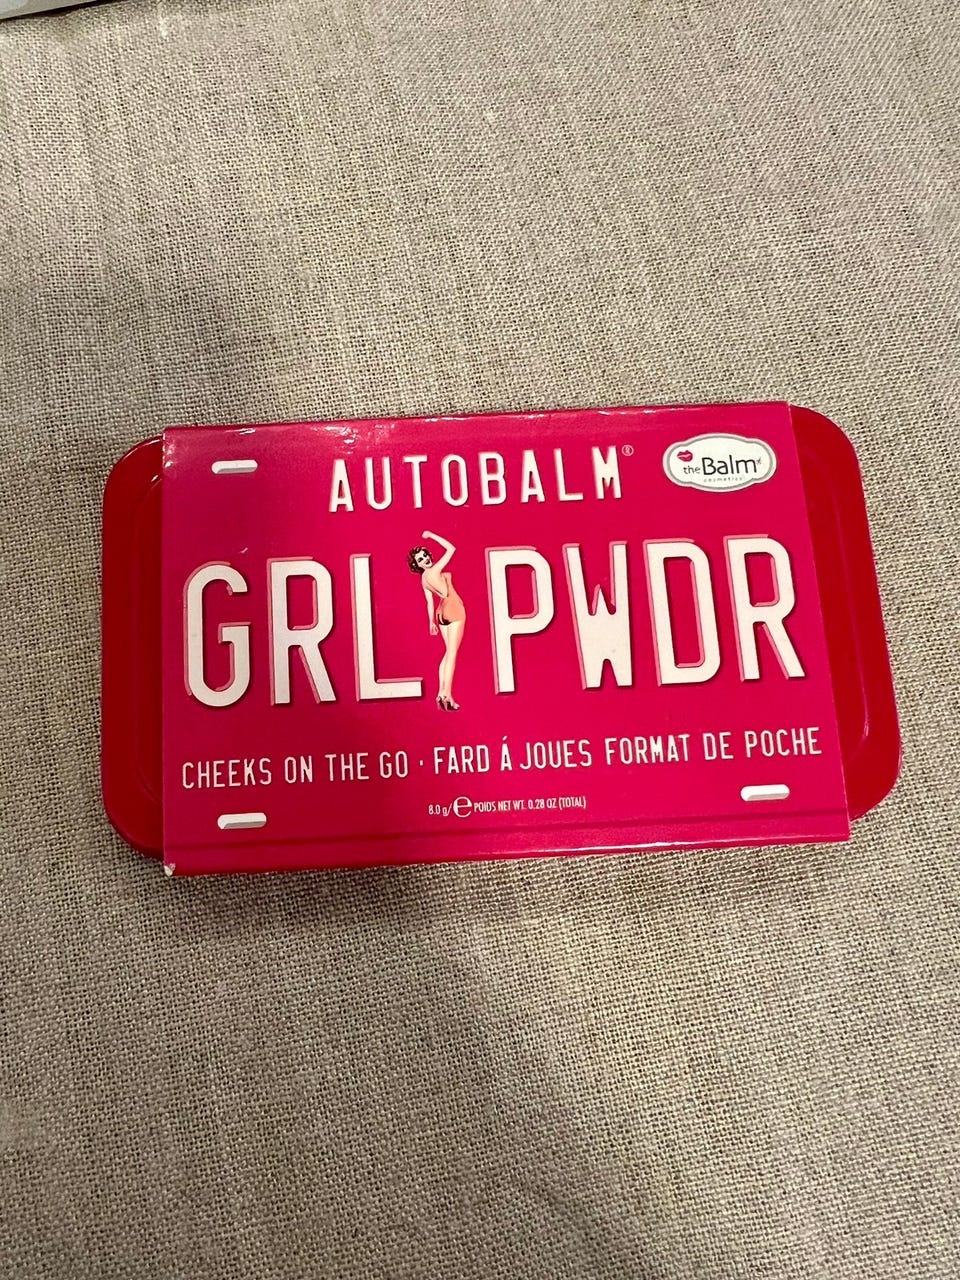 AUTOBALM®
theBalm®
cosmetics
GRL PWDR
CHEEKS ON THE GO · FARD Á JOUES FORMAT DE POCHE
8.0 g/℮ POIDS NET WT. 0.28 OZ (TOTAL)